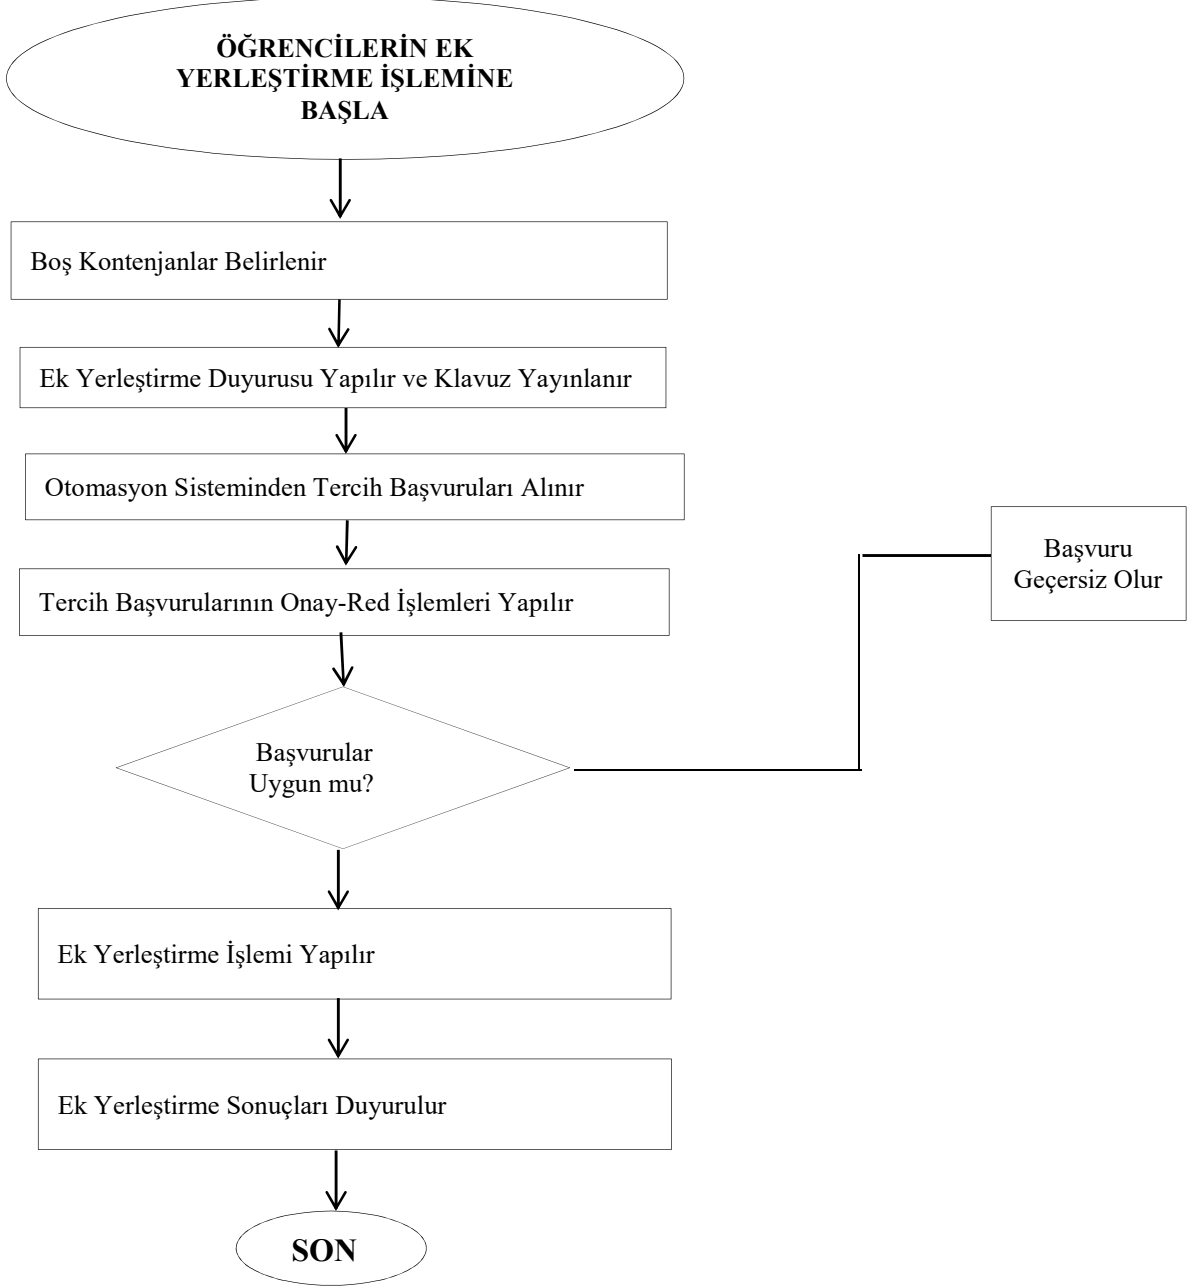 ÖĞRENCİLERİN EK
YERLEŞTİRME İŞLEMİNE
BAŞLA
Boş Kontenjanlar Belirlenir
Ek Yerleştirme Duyurusu Yapılır ve Klavuz Yayınlanır
Otomasyon Sisteminden Tercih Başvuruları Alınır
Tercih Başvurularının Onay-Red İşlemleri Yapılır
Başvuru
Geçersiz Olur
Başvurular
Uygun mu?
Ek Yerleştirme İşlemi Yapılır
Ek Yerleştirme Sonuçları Duyurulur
SON